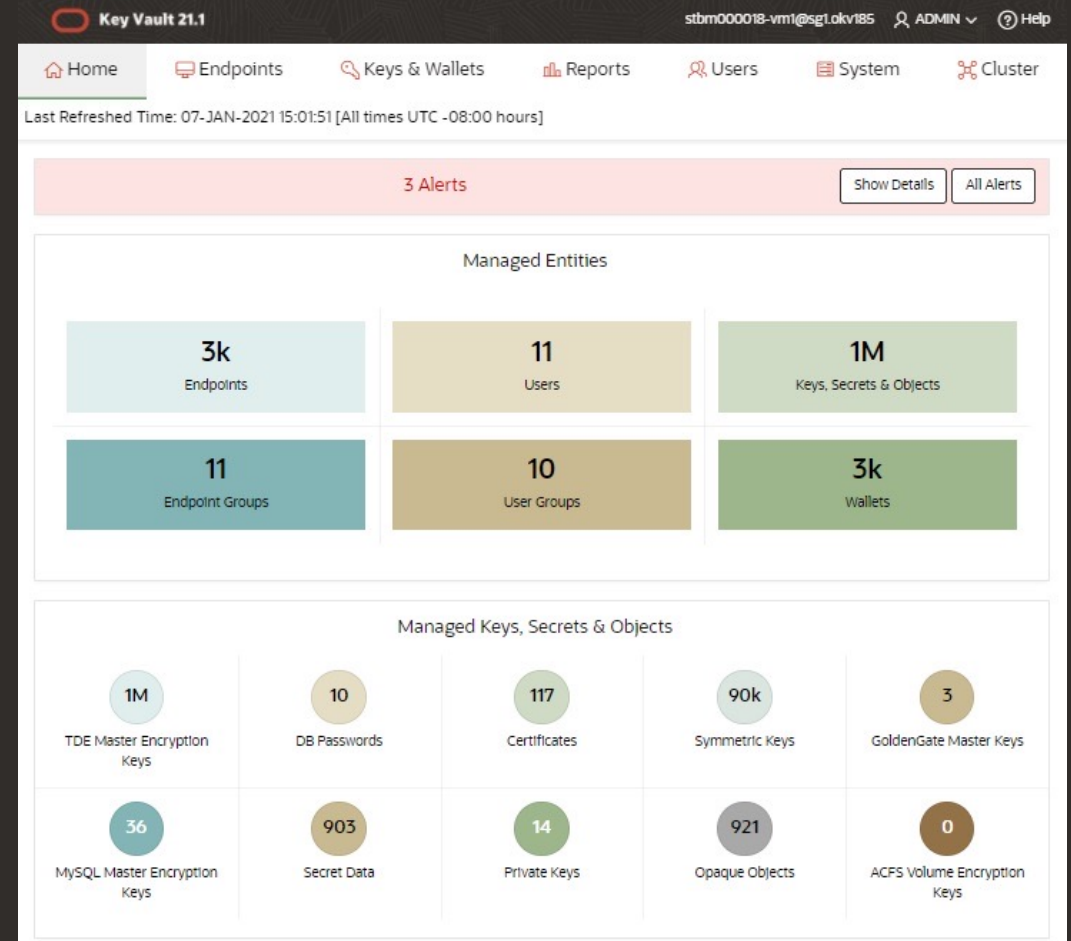 Key Vault 21.1 stbm000018-vm1@sg1.okv185 ADMIN ? Help
Home Endpoints Keys & Wallets Reports Users System Cluster
Last Refreshed Time: 07-JAN-2021 15:01:51 [All times UTC -08:00 hours]
3 Alerts Show Details All Alerts
Managed Entities
3k 11 1M
Endpoints Users Keys, Secrets & Objects
11 10 3k
Endpoint Groups User Groups Wallets
Managed Keys, Secrets & Objects
1M 10 117 90k 3
TDE Master Encryption DB Passwords Certificates Symmetric Keys GoldenGate Master Keys
Keys
36 903 14 921 0
MySQL Master Encryption Secret Data Private Keys Opaque Objects ACFS Volume Encryption
Keys Keys